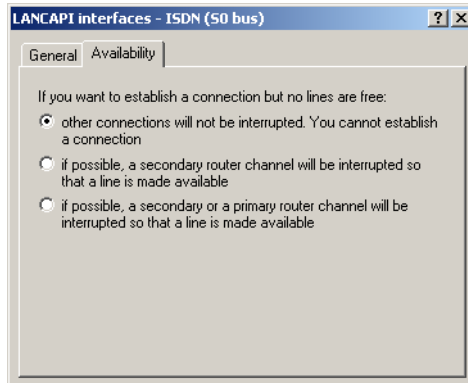 LANCAPI interfaces - ISDN (S0 bus)
General Availability
If you want to establish a connection but no lines are free:
other connections will not be interrupted. You cannot establish
a connection
if possible, a secondary router channel will be interrupted so
that a line is made available
if possible, a secondary or a primary router channel will be
interrupted so that a line is made available